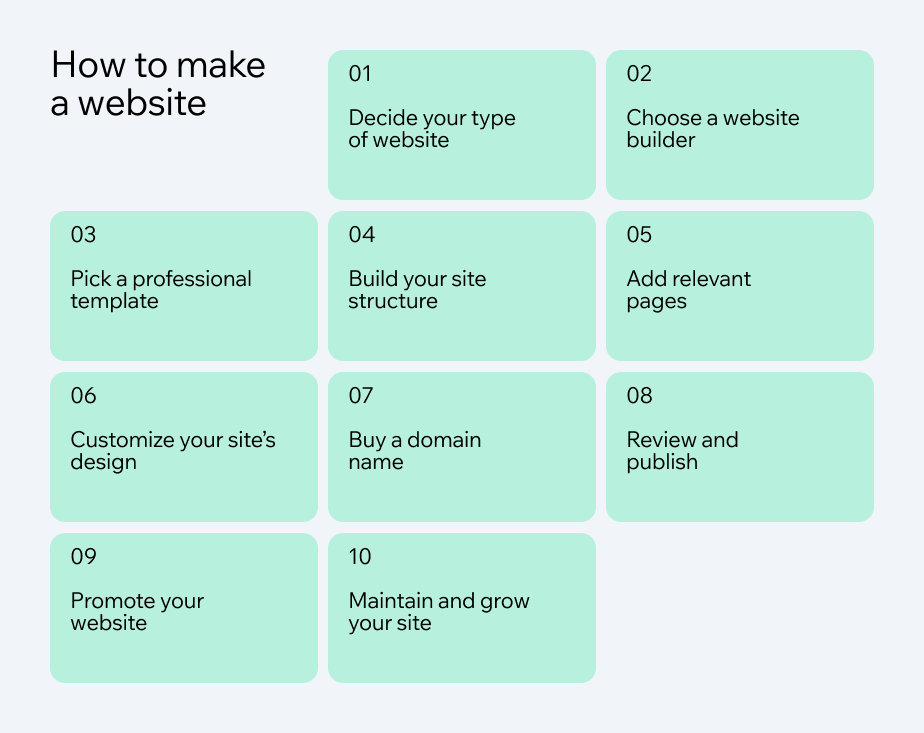 How to make
a website
01
Decide your type
of website
02
Choose a website
builder
03
Pick a professional
template
04
Build your site
structure
05
Add relevant
pages
06
Customize your site’s
design
07
Buy a domain
name
08
Review and
publish
09
Promote your
website
10
Maintain and grow
your site